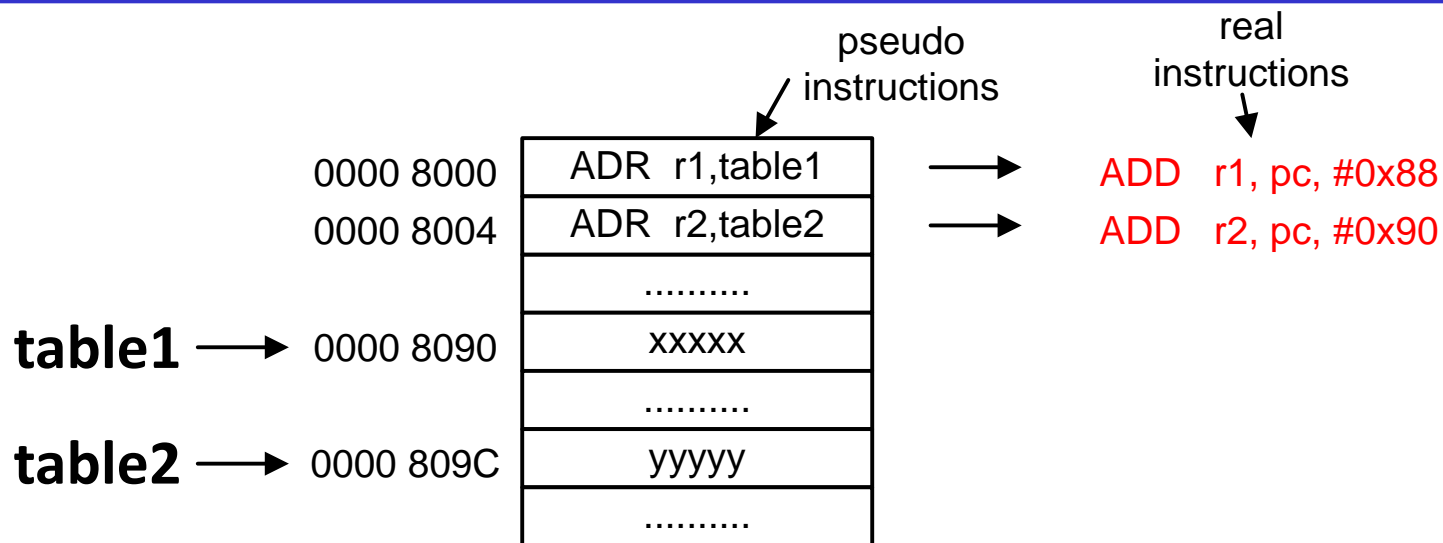 pseudo
instructions
real
instructions
0000 8000 ADR r1,table1 ADD r1, pc, #0x88
0000 8004 ADR r2,table2 ADD r2, pc, #0x90
..........
table1 0000 8090 xxxxx
..........
table2 0000 809C yyyyy
..........